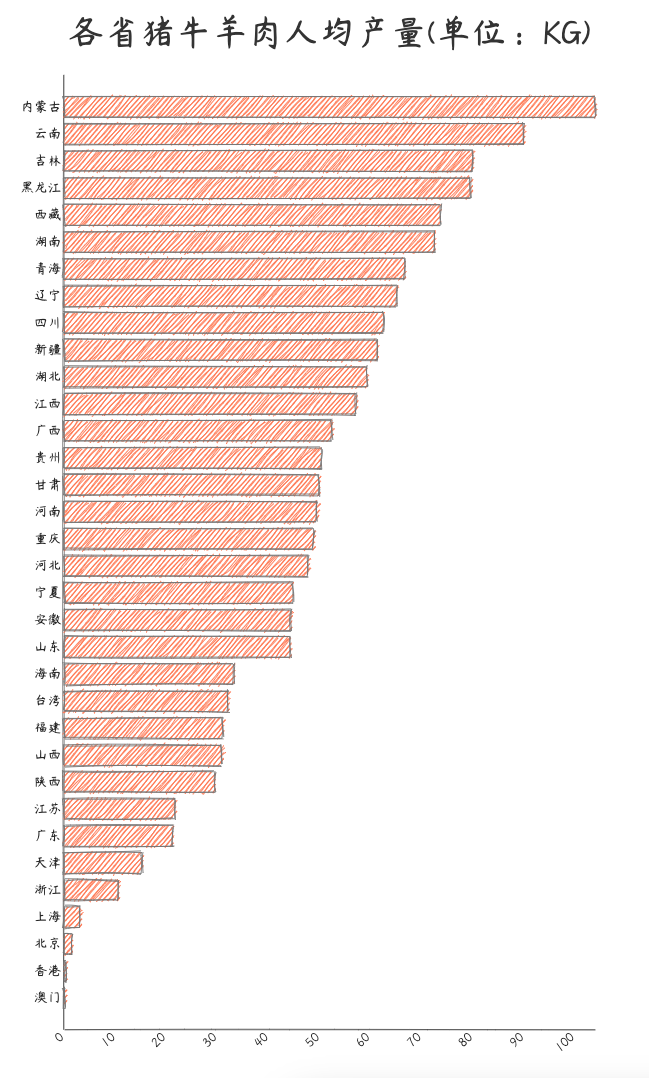 各省猪牛羊肉人均产量(单位：KG)
内蒙古
云南
吉林
黑龙江
西藏
湖南
青海
辽宁
四川
新疆
湖北
江西
广西
贵州
甘肃
河南
重庆
河北
宁夏
安徽
山东
海南
台湾
福建
山西
陕西
江苏
广东
天津
浙江
上海
北京
香港
澳门
0 10 20 30 40 50 60 70 80 90 100